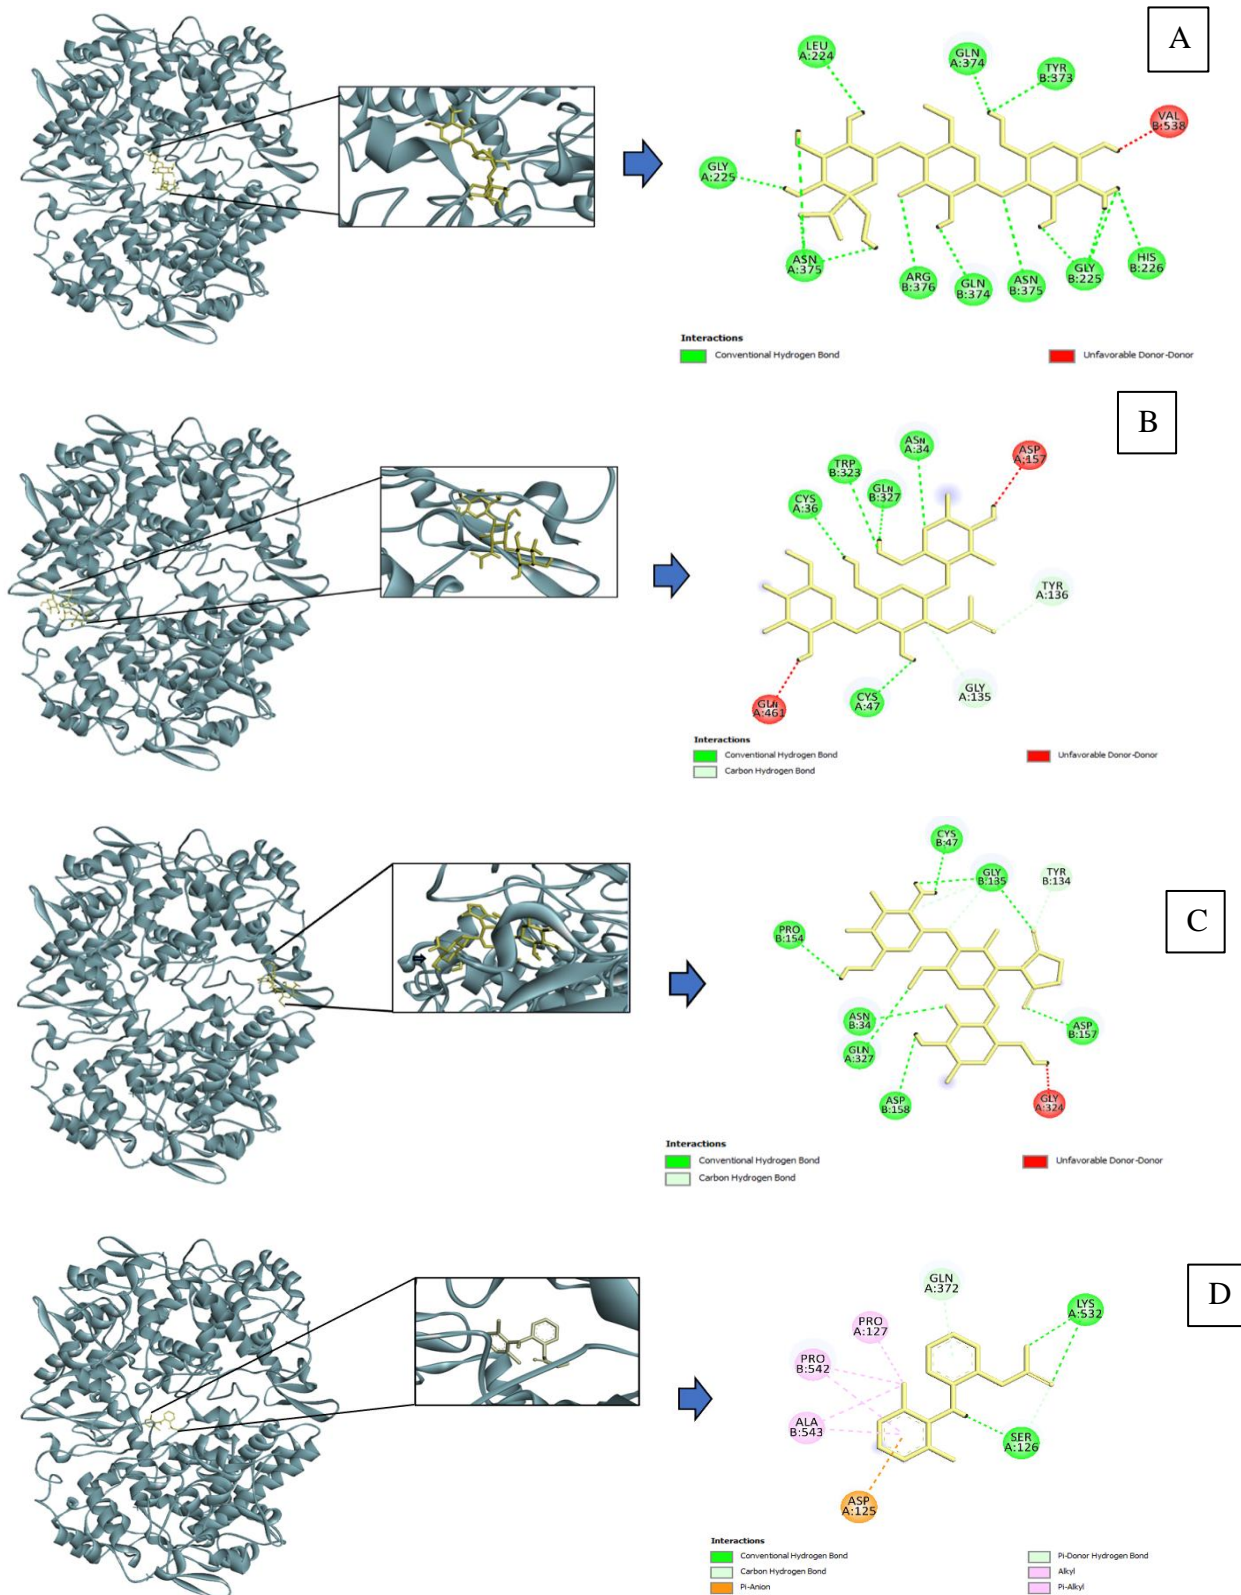 A
LEU
A:224
GLN
A:374
TYR
B:373
VAL
B:538
GLY
A:225
ASN
A:375
ARG
B:376
GLN
B:374
ASN
B:375
GLY
B:225
HIS
B:226
Interactions
Conventional Hydrogen Bond
Unfavorable Donor-Donor
B
ASN
A:34
ASP
A:157
TRP
B:323
GLN
B:327
CYS
A:36
TYR
A:136
GLY
A:135
CYS
A:47
GLN
A:461
Interactions
Conventional Hydrogen Bond
Unfavorable Donor-Donor
Carbon Hydrogen Bond
C
CYS
B:47
GLY
B:135
TYR
B:134
PRO
B:154
ASN
B:34
GLN
A:327
ASP
B:157
ASP
B:158
GLY
A:324
Interactions
Conventional Hydrogen Bond
Unfavorable Donor-Donor
Carbon Hydrogen Bond
D
GLN
B:372
LYS
A:532
PRO
A:127
PRO
B:542
ALA
B:543
SER
A:126
ASP
A:125
Interactions
Conventional Hydrogen Bond
Pi-Donor Hydrogen Bond
Carbon Hydrogen Bond
Alkyl
Pi-Anion
Pi-Alkyl